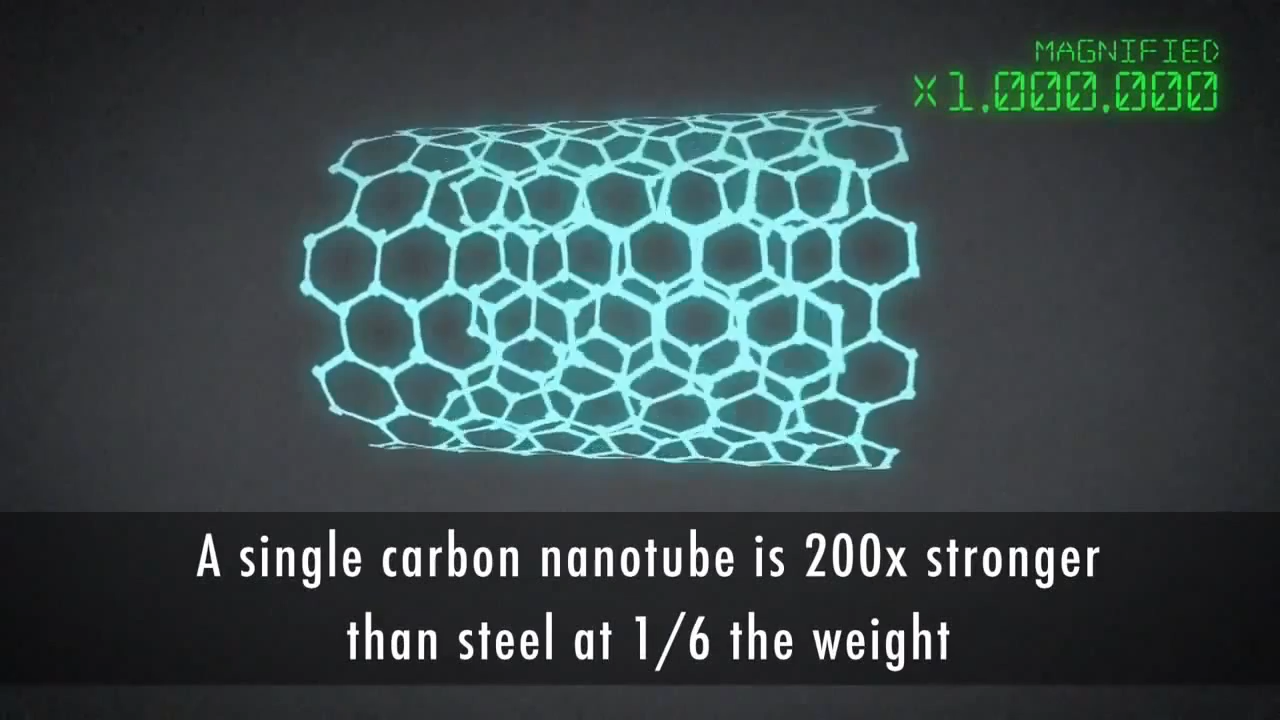 MAGNIFIED
x1,000,000
A single carbon nanotube is 200x stronger
than steel at 1/6 the weight